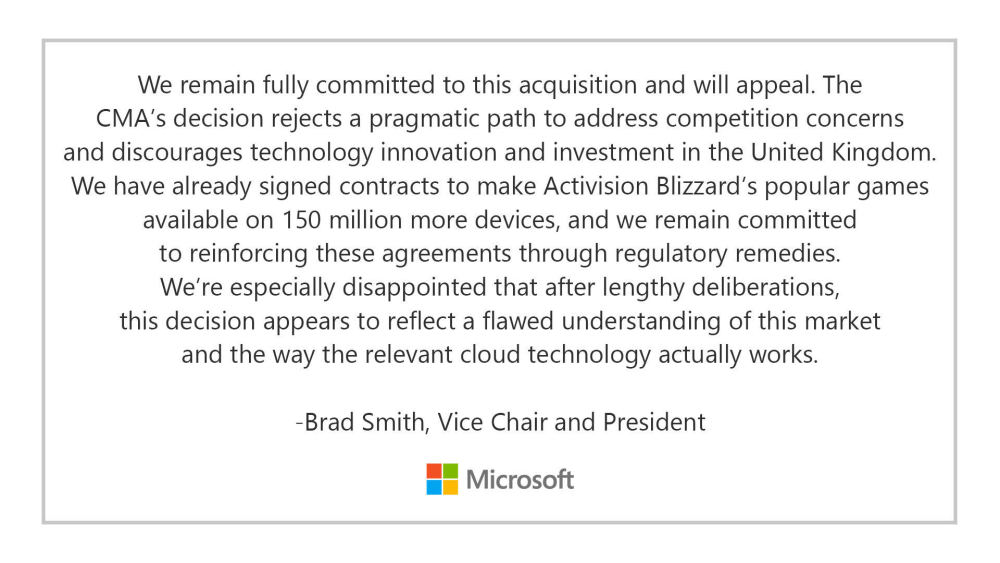 We remain fully committed to this acquisition and will appeal. The
CMA’s decision rejects a pragmatic path to address competition concerns
and discourages technology innovation and investment in the United Kingdom.
We have already signed contracts to make Activision Blizzard’s popular games
available on 150 million more devices, and we remain committed
to reinforcing these agreements through regulatory remedies.
We’re especially disappointed that after lengthy deliberations,
this decision appears to reflect a flawed understanding of this market
and the way the relevant cloud technology actually works.
-Brad Smith, Vice Chair and President
Microsoft